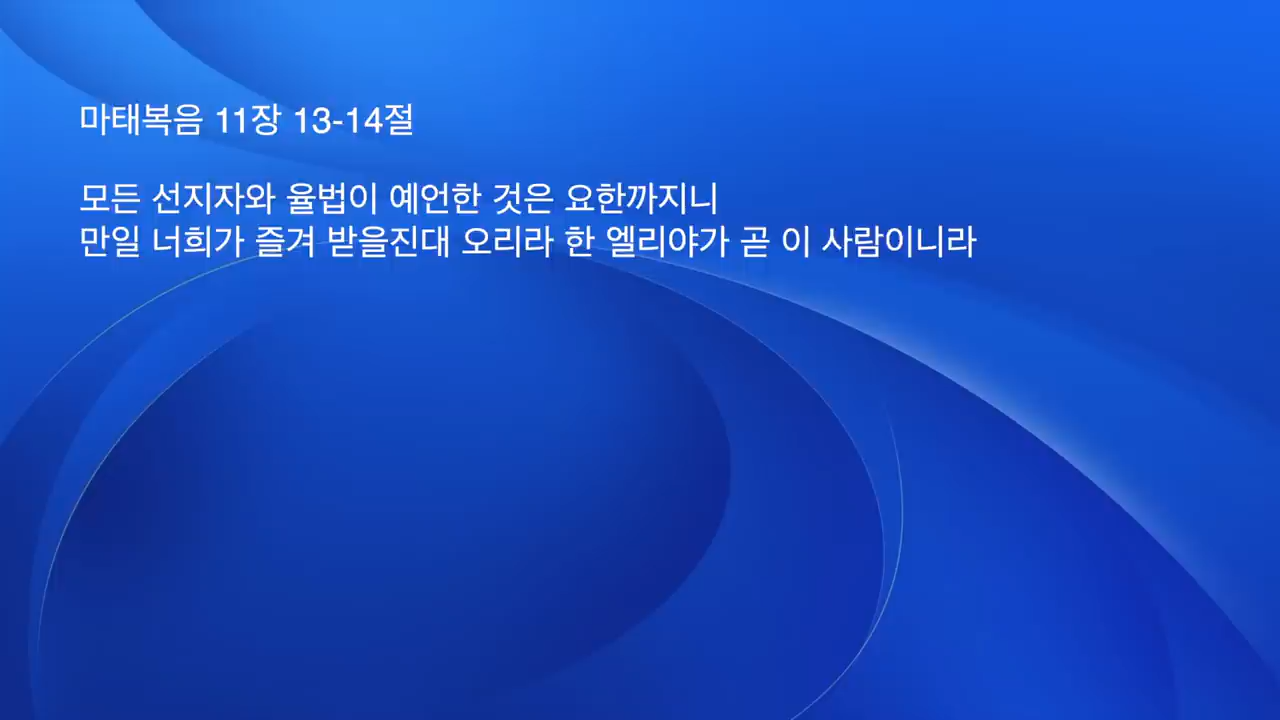 마태복음 11장 13-14절
모든 선지자와 율법이 예언한 것은 요한까지니
만일 너희가 즐겨 받을진대 오리라 한 엘리야가 곧 이 사람이니라